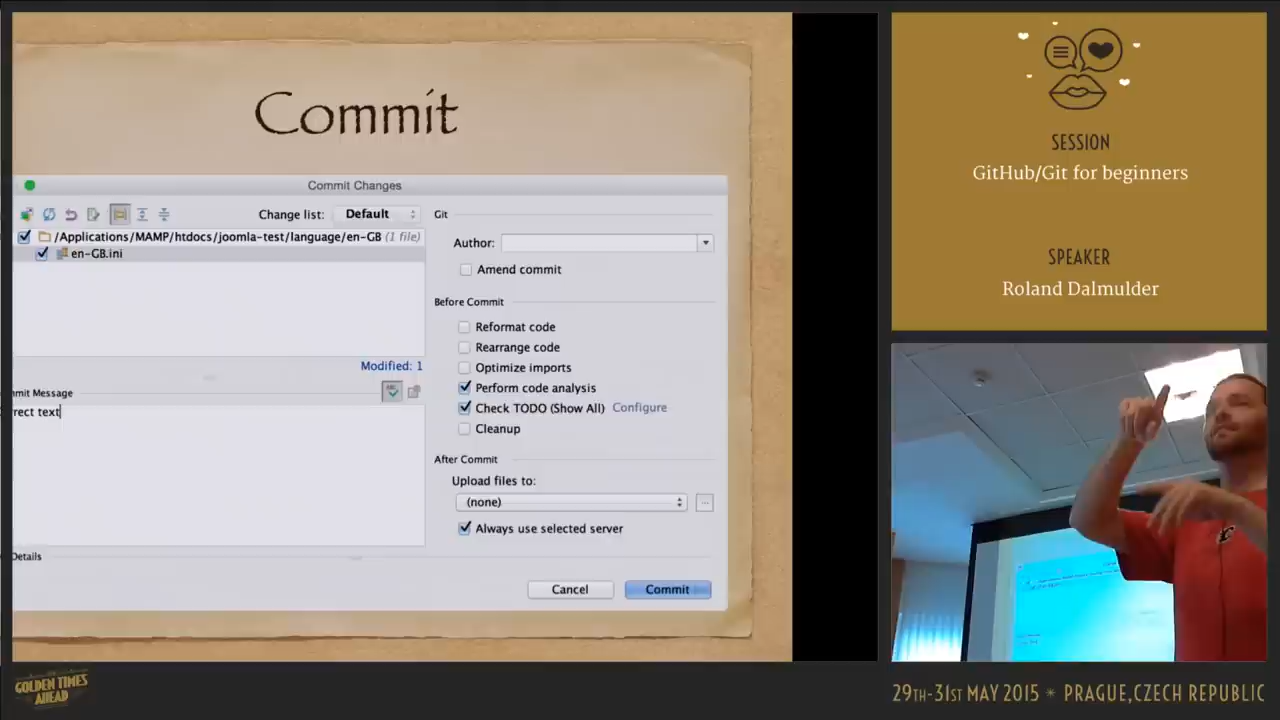 Commit
Commit Changes
Change list: Default
/Applications/MAMP/htdocs/joomla-test/language/en-GB (1 file)
en-GB.ini
Modified: 1
mmit Message
rrect text
Details
Git
Author:
Amend commit
Before Commit
Reformat code
Rearrange code
Optimize imports
Perform code analysis
Check TODO (Show All) Configure
Cleanup
After Commit
Upload files to:
(none)
...
Always use selected server
Cancel
Commit
SESSION
GitHub/Git for beginners
SPEAKER
Roland Dalmulder
GOLDEN TIMES
AHEAD
29TH-31ST MAY 2015 * PRAGUE, CZECH REPUBLIC